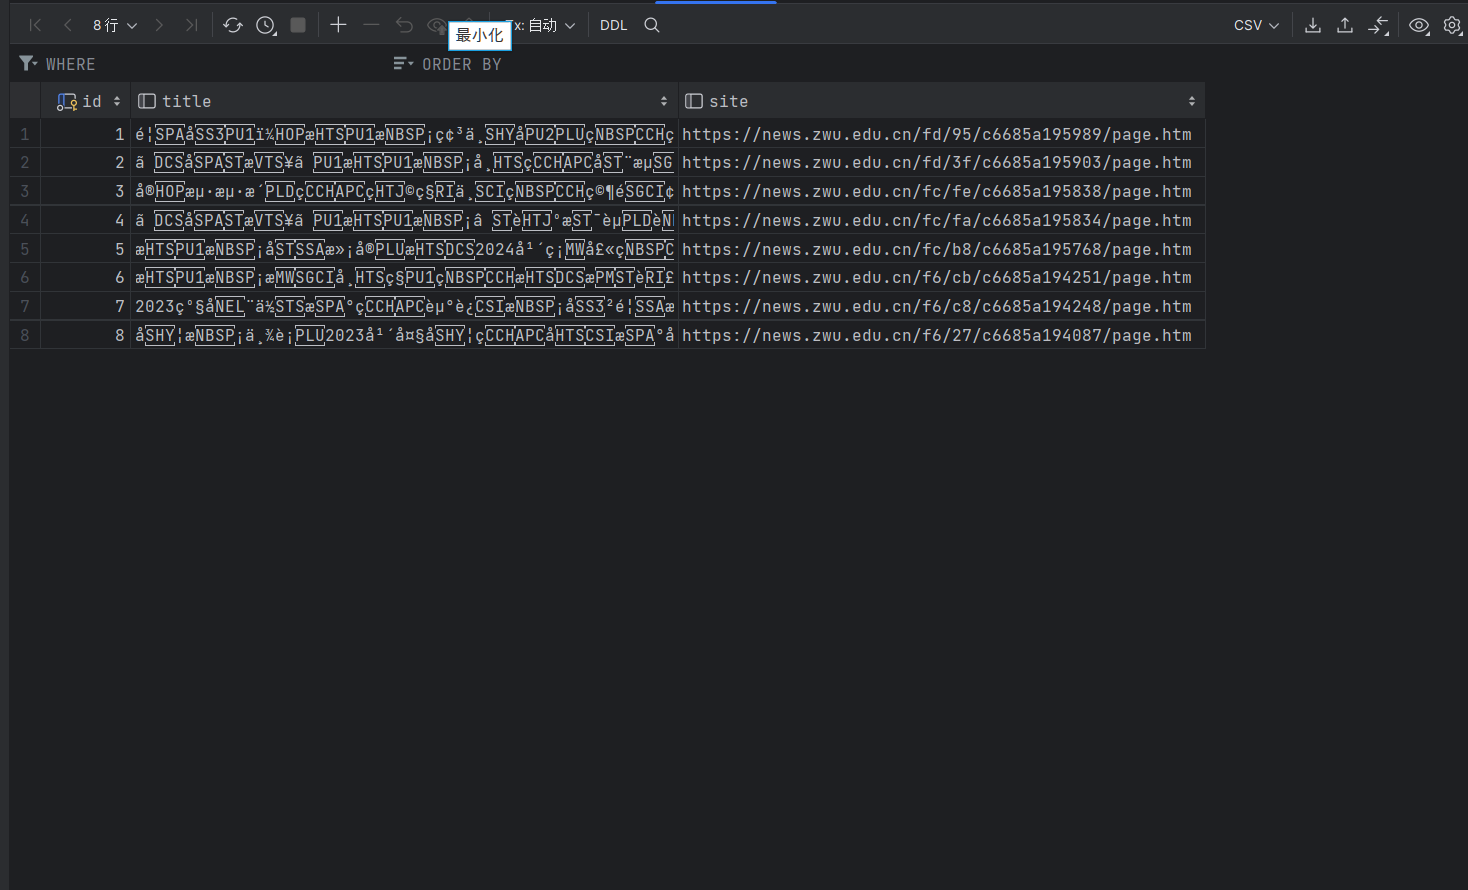 8 行
x: 自动
DDL
CSV
最小化
WHERE
ORDER BY
id title site
1 1 é¦SPAåSS3PU1ï¼HOPæHTSPU1æNBSP¡ç¢³ä¸SHYåPU2PLUçNBSPCCHç https://news.zwu.edu.cn/fd/95/c6685a195989/page.htm
2 2 ã DCSåSPASTæVTS¥ã PU1æHTSPU1æNBSP¡å¸HTSçCCHAPCåST¨æµSG https://news.zwu.edu.cn/fd/3f/c6685a195903/page.htm
3 3 å®HOPæµ·æµ·æ´PLDçCCHAPCçHTJ©ç§RIä¸SCIçNBSPCCHç©¶éSGCI¢ https://news.zwu.edu.cn/fc/fe/c6685a195838/page.htm
4 4 ã DCSåSPASTæVTS¥ã PU1æHTSPU1æNBSP¡â STèHTJºæST¯èµPLDèN https://news.zwu.edu.cn/fc/fa/c6685a195834/page.htm
5 5 æHTSPU1æNBSP¡åSTSSAæ»¡å®PLUæHTSDCS2024å¹´ç¡MWå£«çNBSPC https://news.zwu.edu.cn/fc/b8/c6685a195768/page.htm
6 6 æHTSPU1æNBSP¡æMWSGCIå¸HTSç§PU1çNBSPCCHæHTSDCSæPMSTèRI£ https://news.zwu.edu.cn/f6/cb/c6685a194251/page.htm
7 7 2023çº§åNEL¨ä½STSæSPA°çCCHAPCèµ°è¿CSIæNBSP¡åSS3²é¦SSAæ https://news.zwu.edu.cn/f6/c8/c6685a194248/page.htm
8 8 åSHY¦æNBSP¡ä¸¾è¡PLU2023å¹´å¤§åSHY¦çCCHAPCåHTSCSIæSPA°å https://news.zwu.edu.cn/f6/27/c6685a194087/page.htm